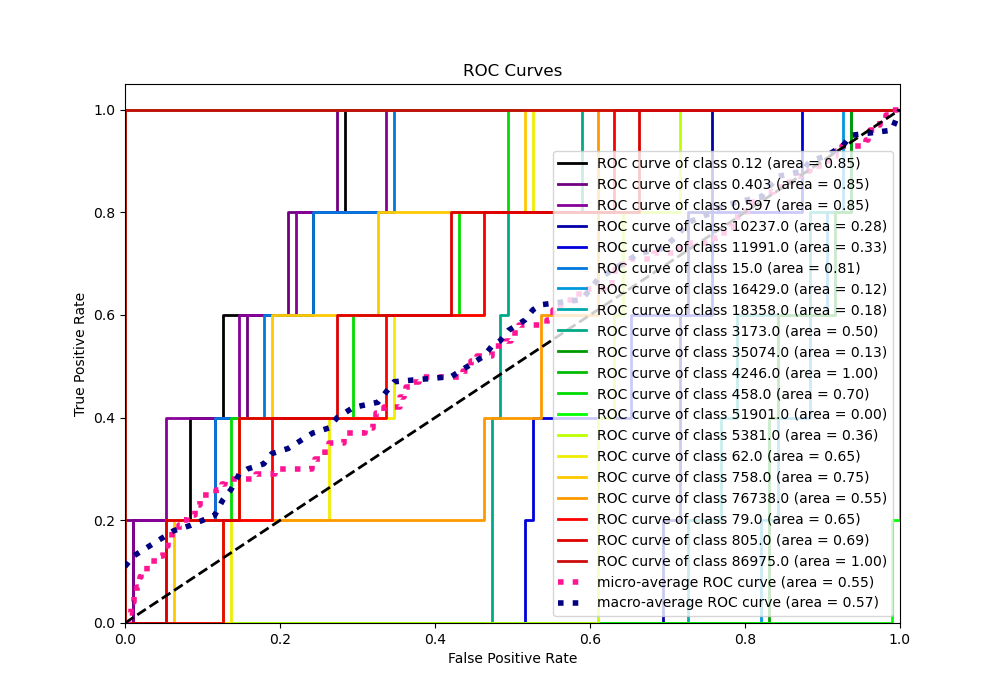 ROC Curves
1.0
0.8
0.6
0.4
0.2
0.0
True Positive Rate
ROC curve of class 0.12 (area = 0.85)
ROC curve of class 0.403 (area = 0.85)
ROC curve of class 0.597 (area = 0.85)
ROC curve of class 10237.0 (area = 0.28)
ROC curve of class 11991.0 (area = 0.33)
ROC curve of class 15.0 (area = 0.81)
ROC curve of class 16429.0 (area = 0.12)
ROC curve of class 18358.0 (area = 0.18)
ROC curve of class 3173.0 (area = 0.50)
ROC curve of class 35074.0 (area = 0.13)
ROC curve of class 4246.0 (area = 1.00)
ROC curve of class 458.0 (area = 0.70)
ROC curve of class 51901.0 (area = 0.00)
ROC curve of class 5381.0 (area = 0.36)
ROC curve of class 62.0 (area = 0.65)
ROC curve of class 758.0 (area = 0.75)
ROC curve of class 76738.0 (area = 0.55)
ROC curve of class 79.0 (area = 0.65)
ROC curve of class 805.0 (area = 0.69)
ROC curve of class 86975.0 (area = 1.00)
micro-average ROC curve (area = 0.55)
macro-average ROC curve (area = 0.57)
0.0 0.2 0.4 0.6 0.8 1.0
False Positive Rate